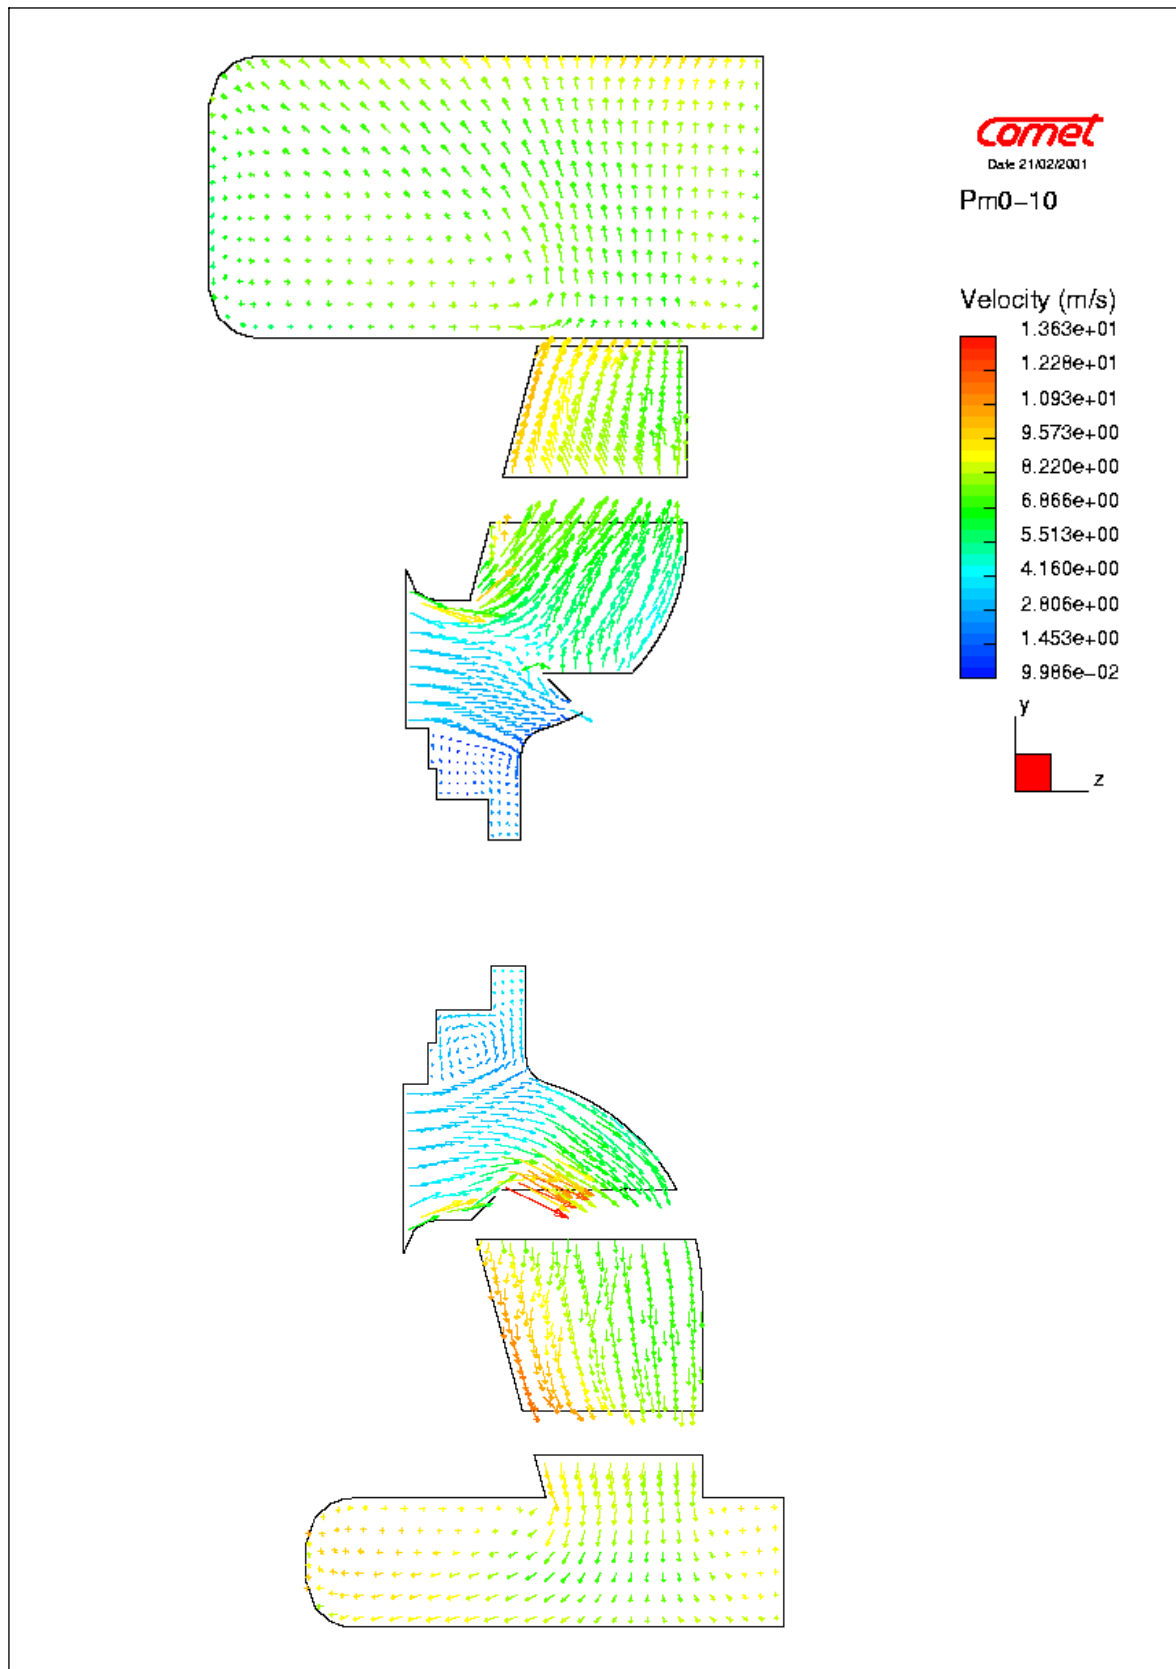 comet
Date 21/02/2001
Pm0-10
Velocity (m/s)
1.363e+01
1.228e+01
1.093e+01
9.573e+00
8.220e+00
6.866e+00
5.513e+00
4.160e+00
2.806e+00
1.453e+00
9.986e-02
y
z